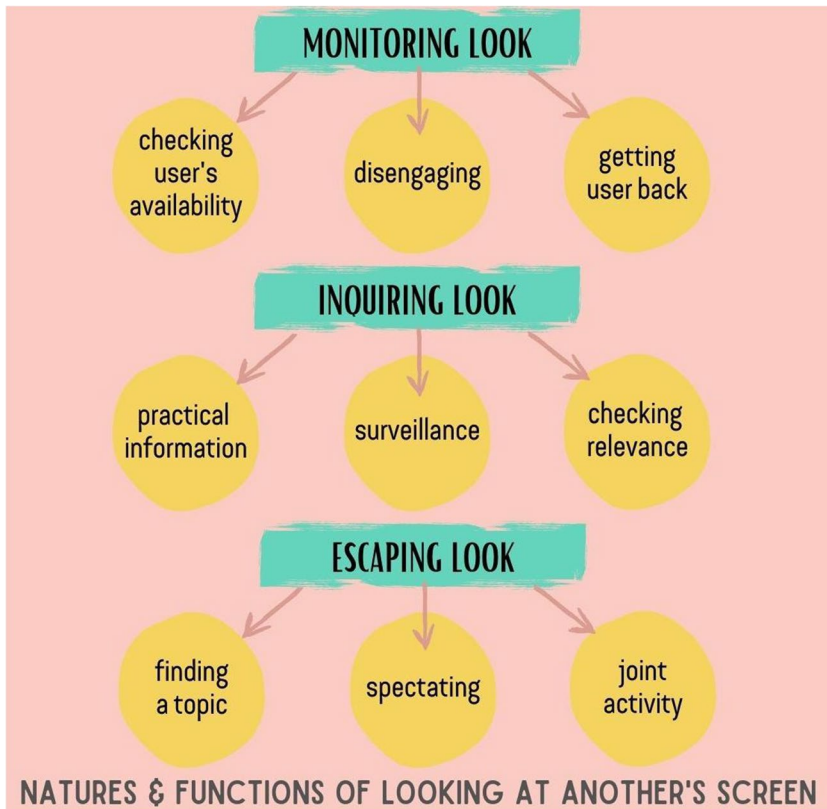 MONITORING LOOK
checking
user's
availability
disengaging
getting
user back
INQUIRING LOOK
practical
information
surveillance
checking
relevance
ESCAPING LOOK
finding
a topic
spectating
joint
activity
NATURES & FUNCTIONS OF LOOKING AT ANOTHER'S SCREEN